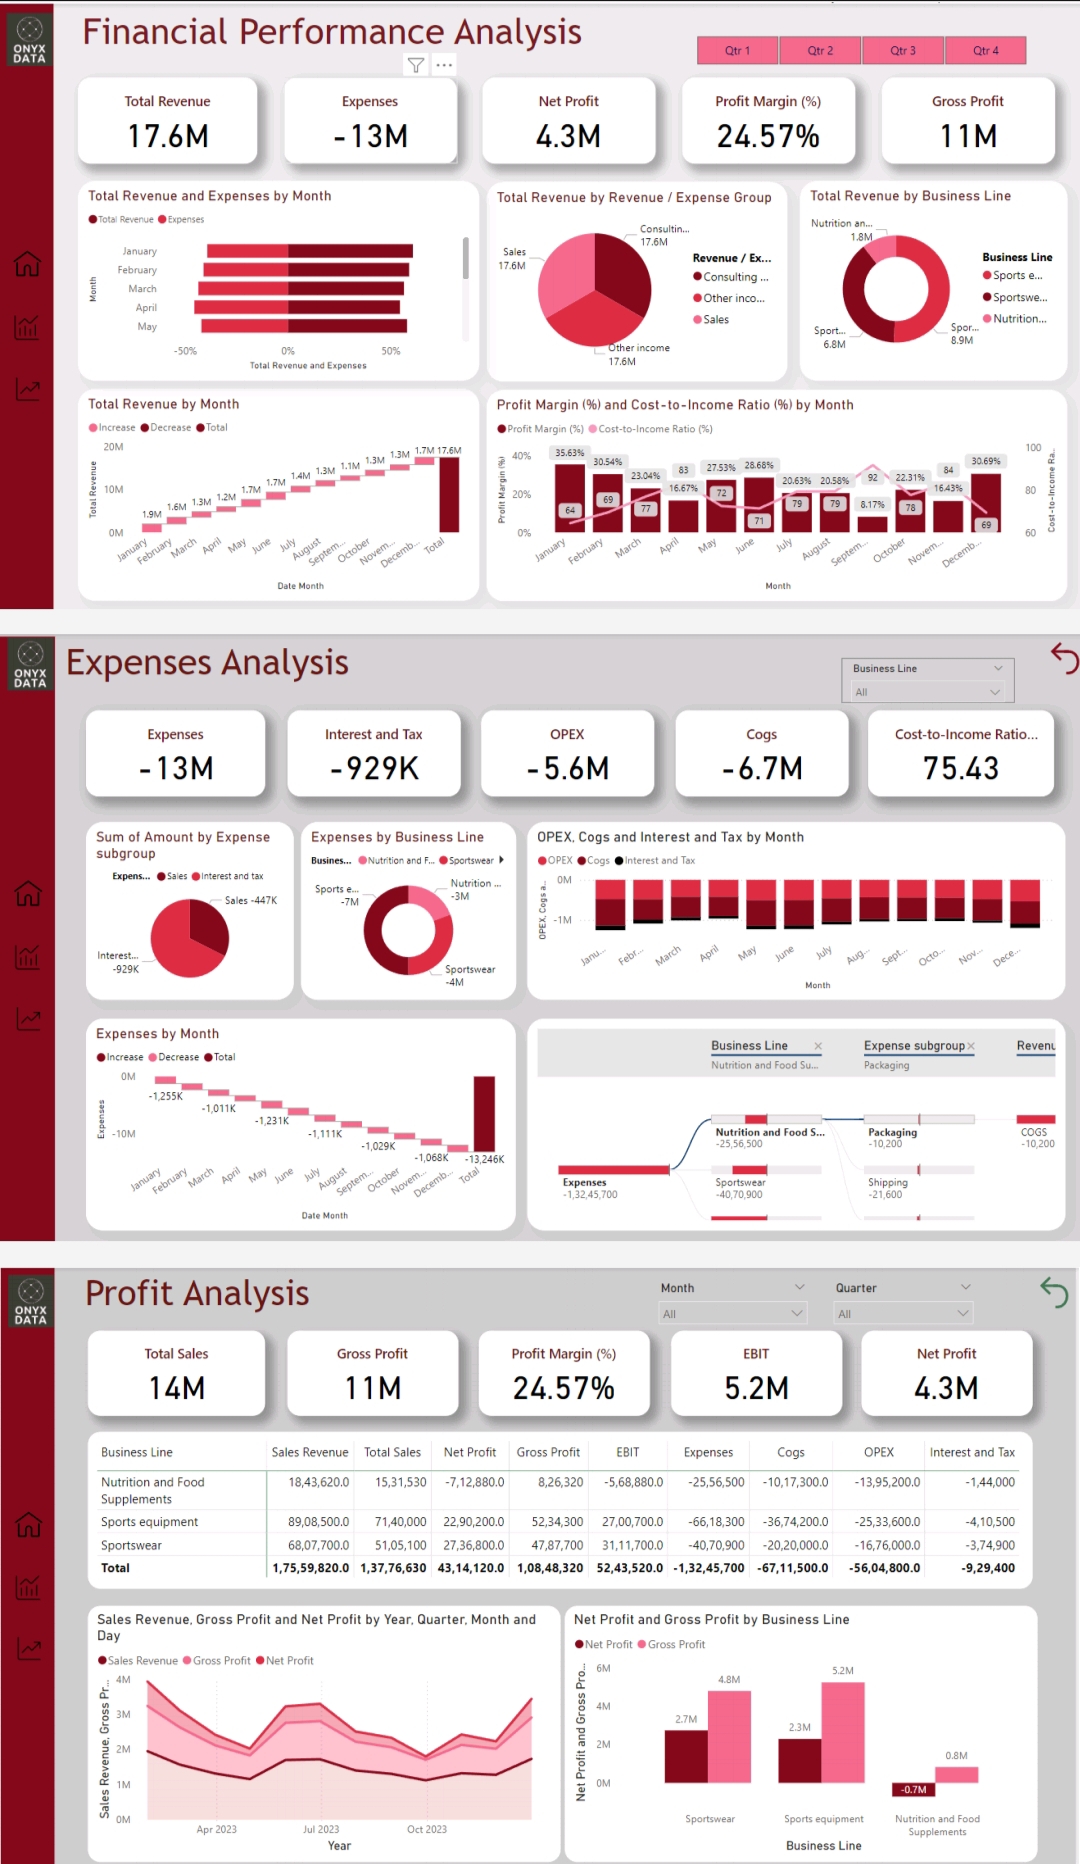 ONYX
DATA
Financial Performance Analysis
Qtr 1
Qtr 2
Qtr 3
Qtr 4
Total Revenue
17.6M
Expenses
-13M
Net Profit
4.3M
Profit Margin (%)
24.57%
Gross Profit
11M
Total Revenue and Expenses by Month
Total Revenue
Expenses
Month
January
February
March
April
May
-50%
0%
50%
Total Revenue and Expenses
Total Revenue by Revenue / Expense Group
Sales
17.6M
Consultin...
17.6M
Other income
17.6M
Revenue / Ex...
Consulting ...
Other inco...
Sales
Total Revenue by Business Line
Nutrition an...
1.8M
Sport...
6.8M
Spor...
8.9M
Business Line
Sports e...
Sportswe...
Nutrition...
Total Revenue by Month
Increase
Decrease
Total
Total Revenue
20M
10M
0M
1.9M
1.6M
1.3M
1.2M
1.7M
1.7M
1.4M
1.3M
1.1M
1.3M
1.3M
1.7M
17.6M
January
February
March
April
May
June
July
August
Septem...
October
Novem...
Decemb...
Total
Date Month
Profit Margin (%) and Cost-to-Income Ratio (%) by Month
Profit Margin (%)
Cost-to-Income Ratio (%)
Profit Margin (%)
40%
20%
0%
35.63%
30.54%
23.04%
16.67%
27.53%
28.68%
20.63%
20.58%
8.17%
22.31%
16.43%
30.69%
64
69
77
83
72
71
79
79
92
78
84
69
100
80
60
Cost-to-Income Ra...
January
February
March
April
May
June
July
August
Septem...
October
Novem...
Decemb...
Month
ONYX
DATA
Expenses Analysis
Business Line
All
Expenses
-13M
Interest and Tax
-929K
OPEX
-5.6M
Cogs
-6.7M
Cost-to-Income Ratio...
75.43
Sum of Amount by Expense
subgroup
Expens...
Sales
Interest and tax
Sales -447K
Interest...
-929K
Expenses by Business Line
Busines...
Nutrition and F...
Sportswear
Sports e...
-7M
Nutrition ...
-3M
Sportswear
-4M
OPEX, Cogs and Interest and Tax by Month
OPEX
Cogs
Interest and Tax
OPEX, Cogs a...
0M
-1M
Janu...
Febr...
March
April
May
June
July
Aug...
Sept...
Octo...
Nov...
Dece...
Month
Expenses by Month
Increase
Decrease
Total
Expenses
0M
-10M
-1,255K
-1,011K
-1,231K
-1,111K
-1,029K
-1,068K
-13,246K
January
February
March
April
May
June
July
August
Septem...
October
Novem...
Decemb...
Total
Date Month
Business Line
Nutrition and Food Su...
Expense subgroup
Packaging
Revenu
Expenses
-1,32,45,700
Nutrition and Food S...
-25,56,500
Sportswear
-40,70,900
Packaging
-10,200
Shipping
-21,600
COGS
-10,200
ONYX
DATA
Profit Analysis
Month
All
Quarter
All
Total Sales
14M
Gross Profit
11M
Profit Margin (%)
24.57%
EBIT
5.2M
Net Profit
4.3M
Business Line Sales Revenue Total Sales Net Profit Gross Profit EBIT Expenses Cogs OPEX Interest and Tax
Nutrition and Food 18,43,620.0 15,31,530 -7,12,880.0 8,26,320 -5,68,880.0 -25,56,500 -10,17,300.0 -13,95,200.0 -1,44,000
Supplements
Sports equipment 89,08,500.0 71,40,000 22,90,200.0 52,34,300 27,00,700.0 -66,18,300 -36,74,200.0 -25,33,600.0 -4,10,500
Sportswear 68,07,700.0 51,05,100 27,36,800.0 47,87,700 31,11,700.0 -40,70,900 -20,20,000.0 -16,76,000.0 -3,74,900
Total 1,75,59,820.0 1,37,76,630 43,14,120.0 1,08,48,320 52,43,520.0 -1,32,45,700 -67,11,500.0 -56,04,800.0 -9,29,400
Sales Revenue, Gross Profit and Net Profit by Year, Quarter, Month and
Day
Sales Revenue
Gross Profit
Net Profit
Sales Revenue, Gross Pr...
4M
3M
2M
1M
0M
Apr 2023
Jul 2023
Oct 2023
Year
Net Profit and Gross Profit by Business Line
Net Profit
Gross Profit
Net Profit and Gross Pro...
6M
4M
2M
0M
2.7M
4.8M
2.3M
5.2M
-0.7M
0.8M
Sportswear
Sports equipment
Nutrition and Food
Supplements
Business Line